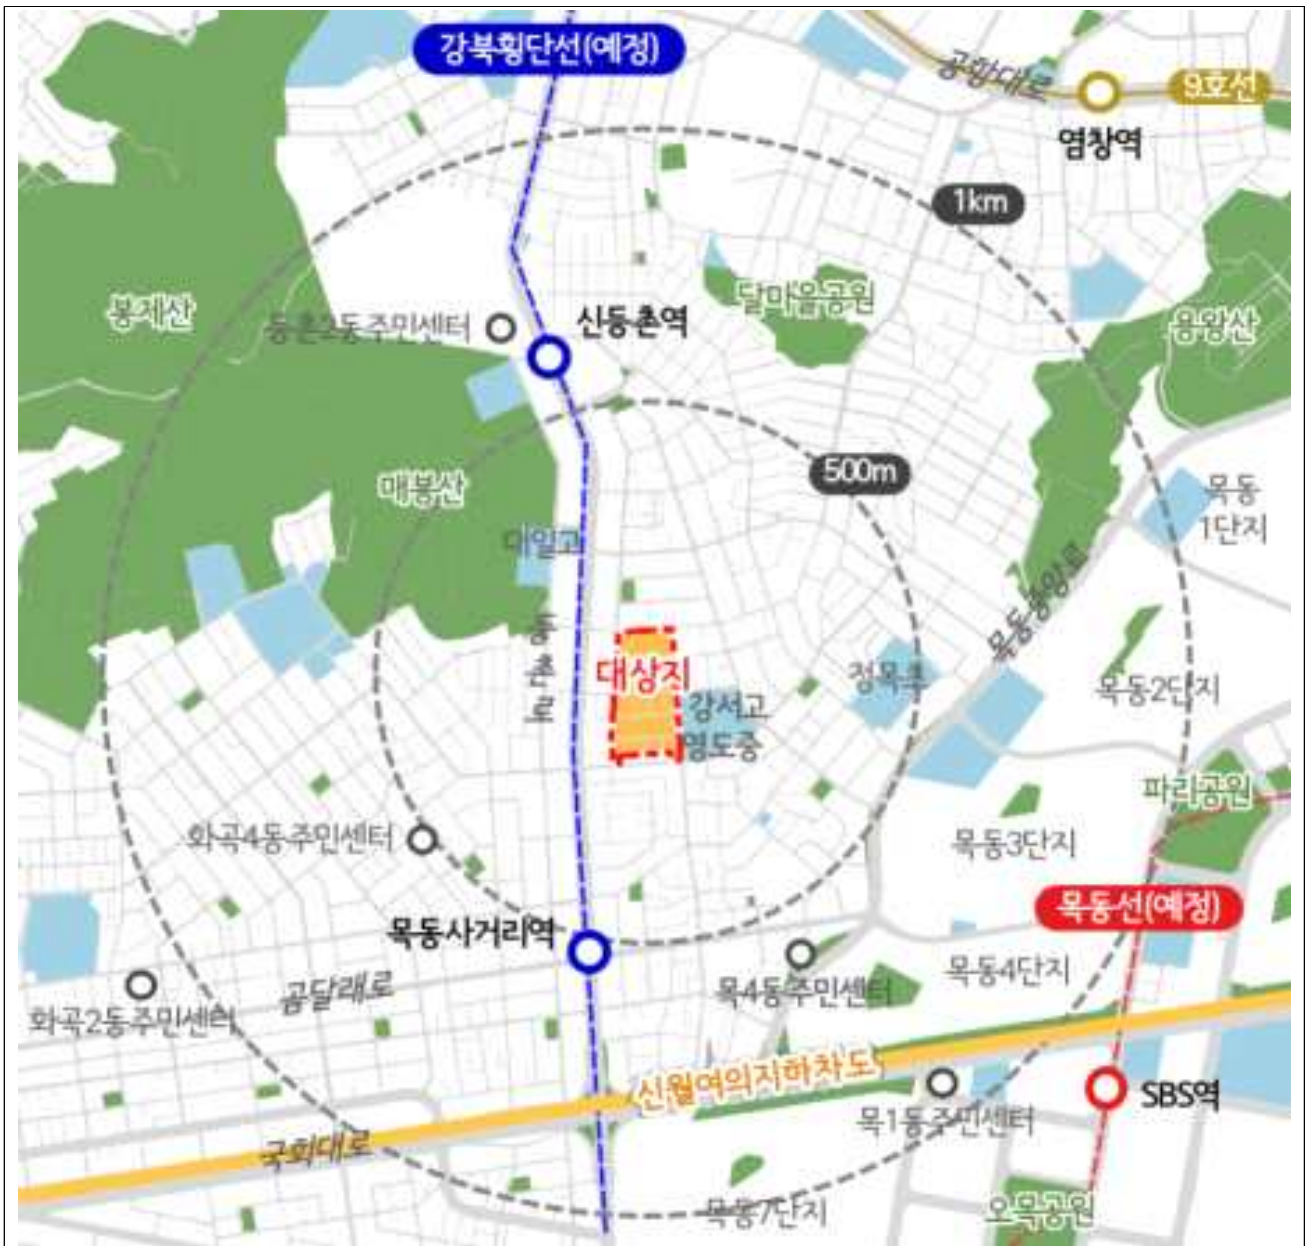 강북횡단선(예정)
공항대로
9호선
염창역
1km
봉제산
달마을공원
용왕산
등촌2동주민센터
신등촌역
500m
매봉산
목동
1단지
대일고
목동중앙로
대상지
정목초
목동2단지
강서고
영도중
파리공원
화곡4동주민센터
목동3단지
목동선(예정)
목동사거리역
목4동주민센터
목동4단지
곰달래로
화곡2동주민센터
신월여의지하차도
SBS역
목1동주민센터
국회대로
목동7단지
오목공원